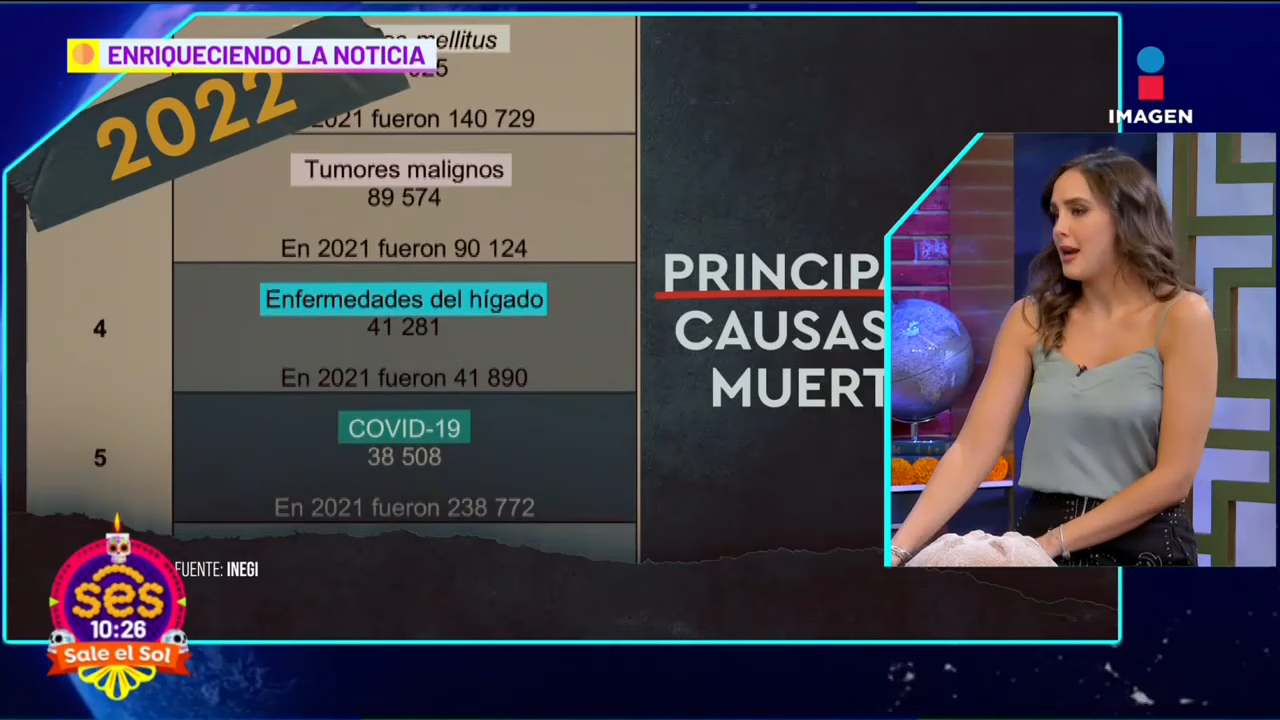 ENRIQUECIENDO LA NOTICIA
2022
mellitus
2021 fueron 140 729
Tumores malignos
89 574
En 2021 fueron 90 124
4
Enfermedades del hígado
41 281
En 2021 fueron 41 890
5
COVID-19
38 508
En 2021 fueron 238 772
FUENTE: INEGI
PRINCIPA
CAUSAS
MUERT
IMAGEN
ses
10:26
Sale el Sol